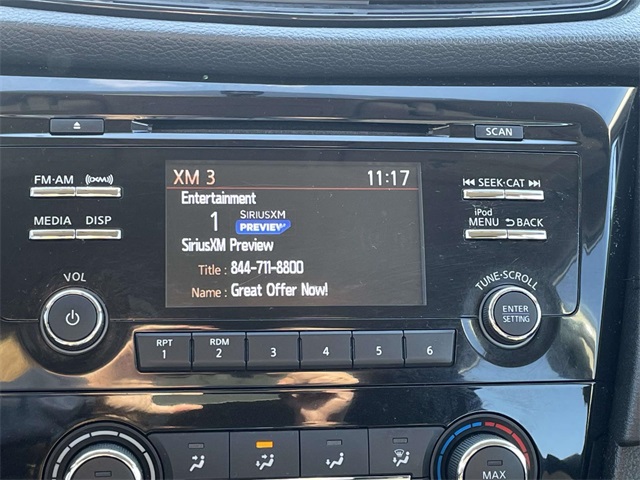 SCAN
FM·AM (XM)
MEDIA DISP
VOL
XM 3 11:17
Entertainment
1 SIRIUSXM
PREVIEW
SiriusXM Preview
Title : 844-711-8800
Name : Great Offer Now!
SEEK·CAT
iPod
MENU BACK
TUNE·SCROLL
ENTER
SETTING
RPT RDM
1 2 3 4 5 6
MAX